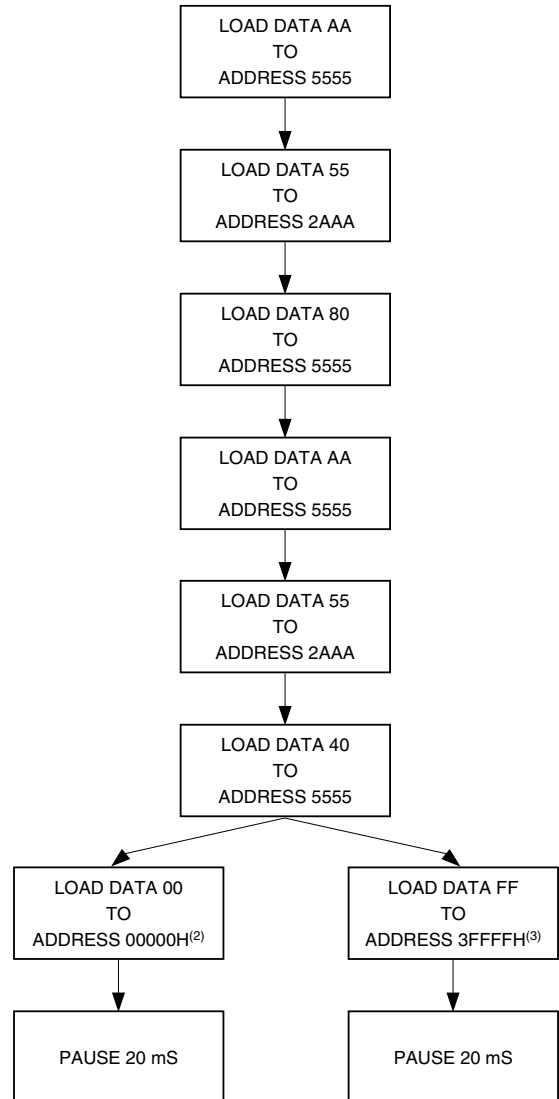 LOAD DATA AA
TO
ADDRESS 5555
LOAD DATA 55
TO
ADDRESS 2AAA
LOAD DATA 80
TO
ADDRESS 5555
LOAD DATA AA
TO
ADDRESS 5555
LOAD DATA 55
TO
ADDRESS 2AAA
LOAD DATA 40
TO
ADDRESS 5555
LOAD DATA 00
TO
ADDRESS 00000H(2)
LOAD DATA FF
TO
ADDRESS 3FFFFH(3)
PAUSE 20 mS
PAUSE 20 mS